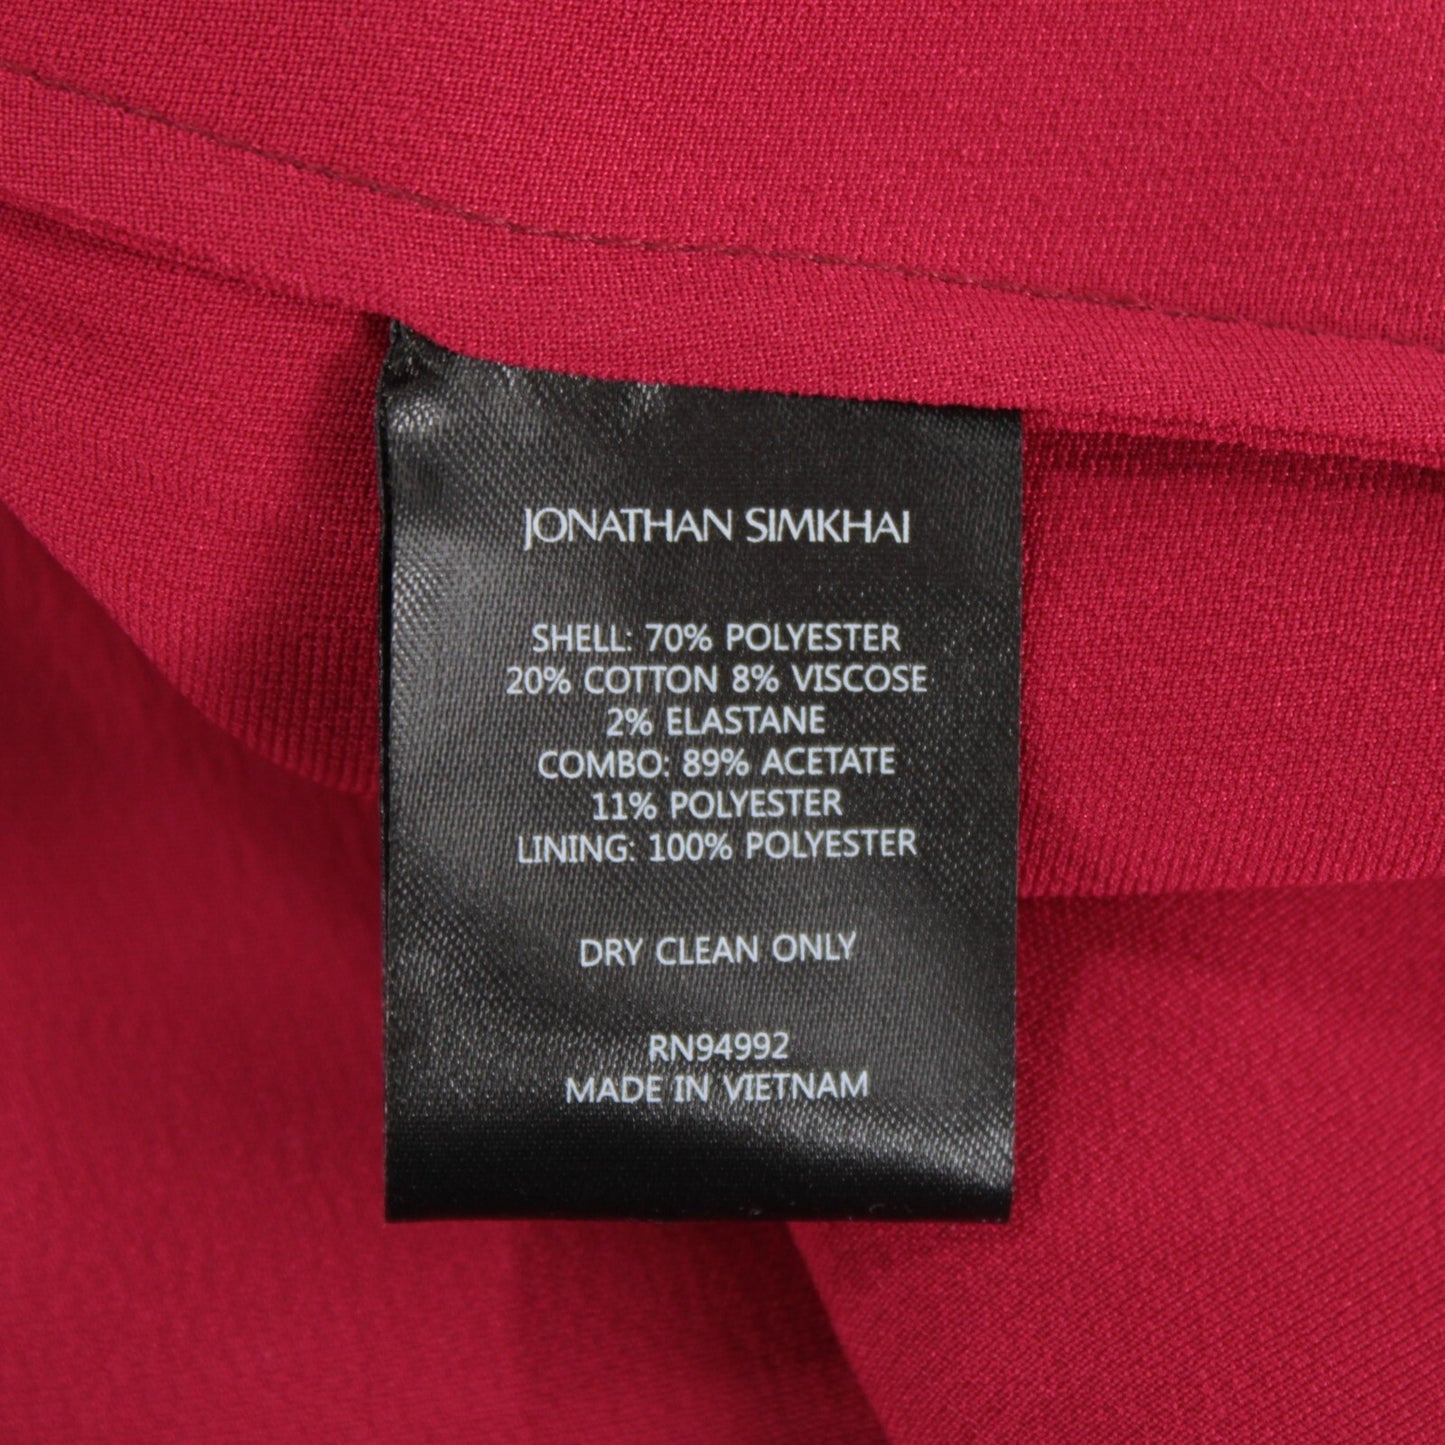 JONATHAN SIMKHAI
SHELL: 70% POLYESTER
20% COTTON 8% VISCOSE
2% ELASTANE
COMBO: 89% ACETATE
11% POLYESTER
LINING: 100% POLYESTER
DRY CLEAN ONLY
RN94992
MADE IN VIETNAM